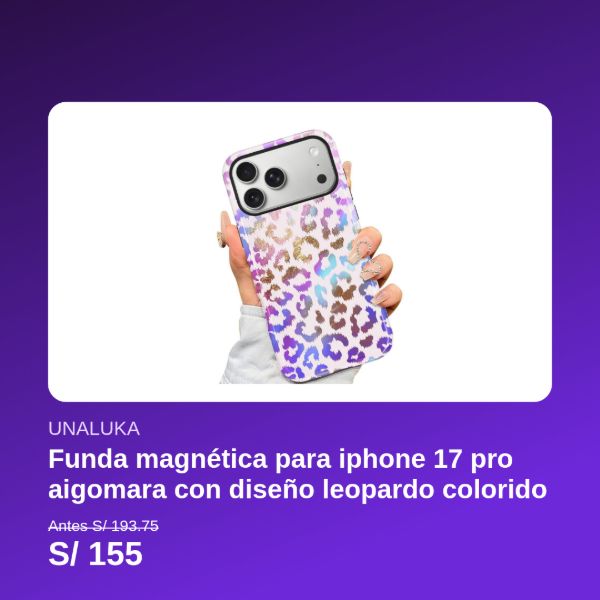 UNALUKA
Funda magnética para iphone 17 pro
aigomara con diseño leopardo colorido
Antes S/ 193.75
S/ 155